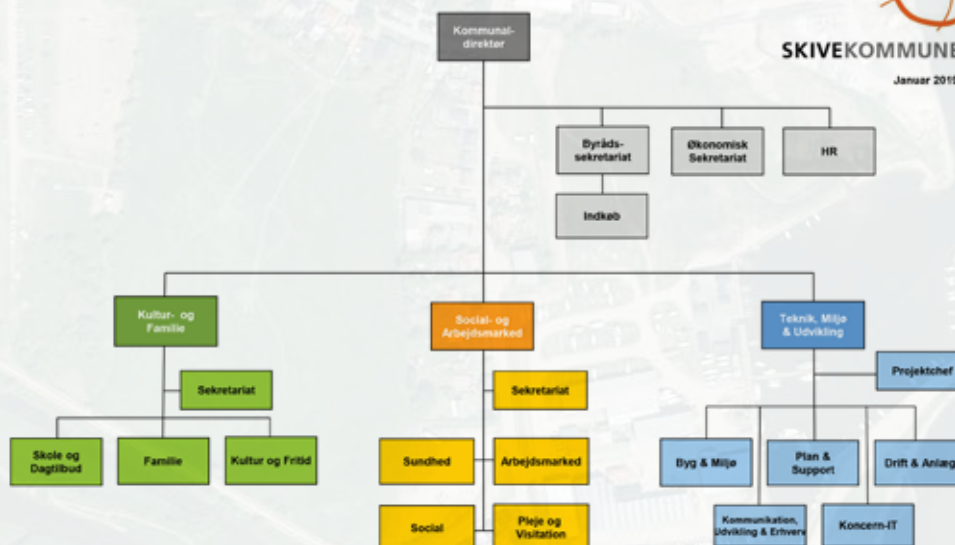 Kommunal-
direktør
SKIVEKOMMUNE
Januar 2015
Byråds-
sekretariat
Økonomisk
Sekretariat
HR
Indkøb
Kultur- og
Familie
Social- og
Arbejdsmarked
Teknik, Miljø
& Udvikling
Projektchef
Sekretariat
Sekretariat
Skole og
Dagtilbud
Familie
Kultur og Fritid
Sundhed
Arbejdsmarked
Byg & Miljø
Plan &
Support
Drift & Anlæg
Social
Pleje og
Visitation
Kommunikation,
Udvikling & Erhverv
Koncern-IT